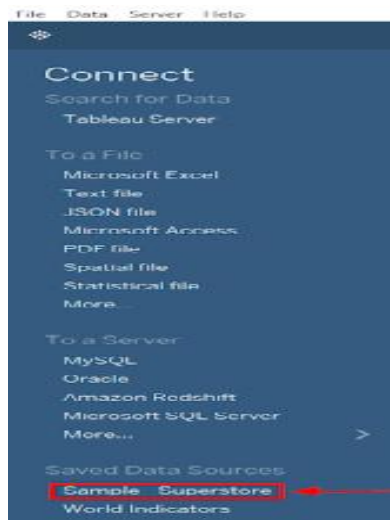 File Data Server Help
Connect
Search for Data
Tableau Server
To a File
Microsoft Excel
Text file
JSON file
Microsoft Access
PDF file
Spatial file
Statistical file
More...
To a Server
MySQL
Oracle
Amazon Redshift
Microsoft SQL Server
More... >
Saved Data Sources
Sample - Superstore
World Indicators